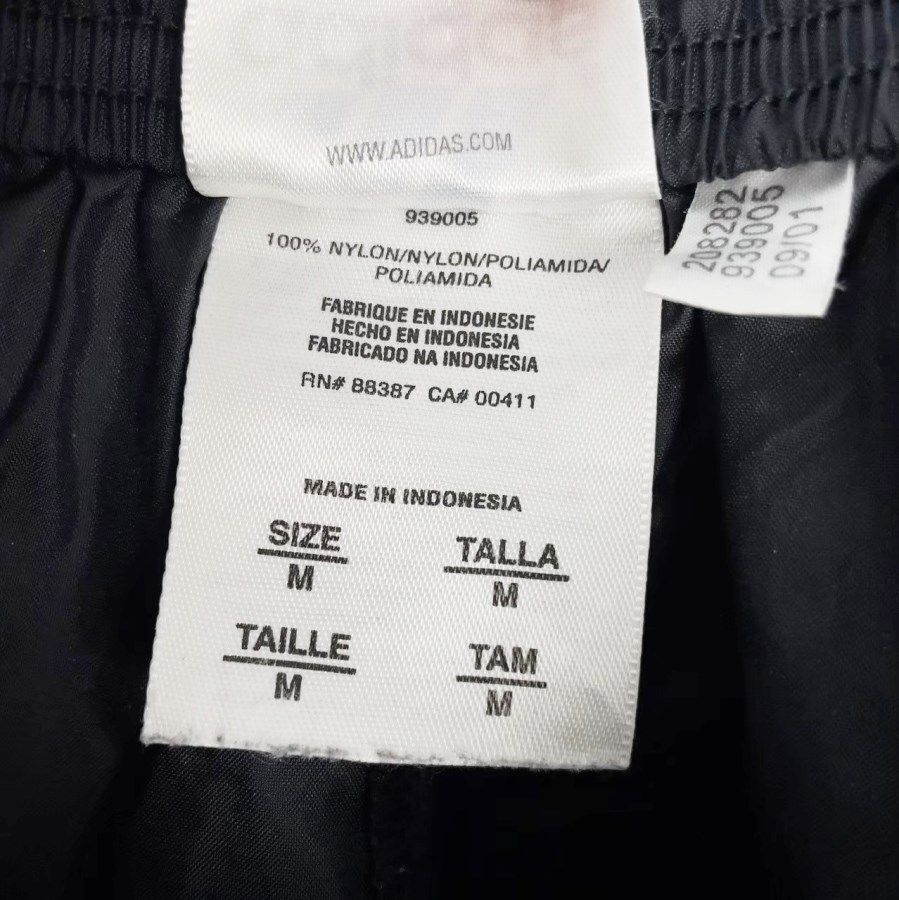 WWW.ADIDAS.COM
939005
100% NYLON/NYLON/POLIAMIDA/
POLIAMIDA
FABRIQUE EN INDONESIE
HECHO EN INDONESIA
FABRICADO NA INDONESIA
RN# 88387 CA# 00411
MADE IN INDONESIA
SIZE
M
TALLA
M
TAILLE
M
TAM
M
208282
939005
09/01